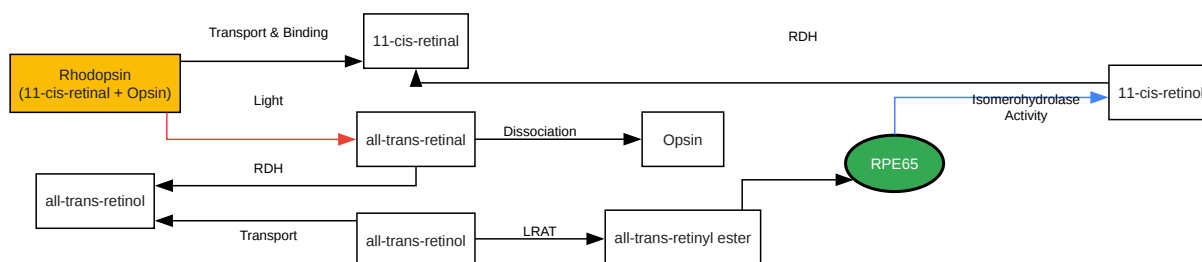 Transport & Binding
11-cis-retinal
RDH
Rhodopsin
(11-cis-retinal + Opsin)
Light
Isomerohydrolase
Activity
11-cis-retinol
all-trans-retinal
Dissociation
Opsin
RPE65
RDH
all-trans-retinol
Transport
all-trans-retinol
LRAT
all-trans-retinyl ester